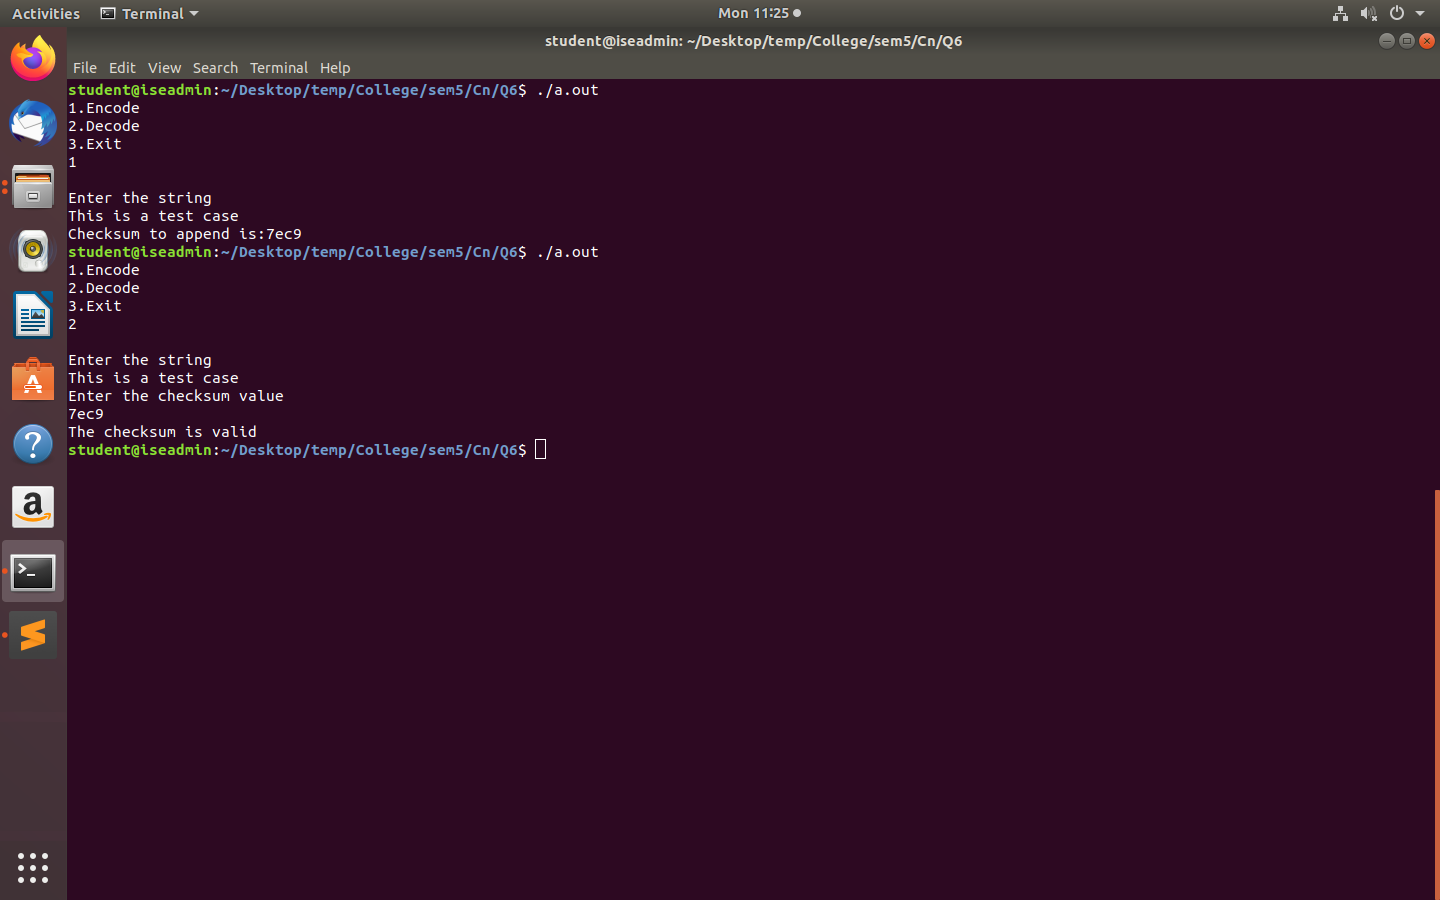 Activities Terminal Mon 11:25
student@iseadmin: ~/Desktop/temp/College/sem5/Cn/Q6
File Edit View Search Terminal Help
student@iseadmin:~/Desktop/temp/College/sem5/Cn/Q6$ ./a.out
1.Encode
2.Decode
3.Exit
1
Enter the string
This is a test case
Checksum to append is:7ec9
student@iseadmin:~/Desktop/temp/College/sem5/Cn/Q6$ ./a.out
1.Encode
2.Decode
3.Exit
2
Enter the string
This is a test case
Enter the checksum value
7ec9
The checksum is valid
student@iseadmin:~/Desktop/temp/College/sem5/Cn/Q6$